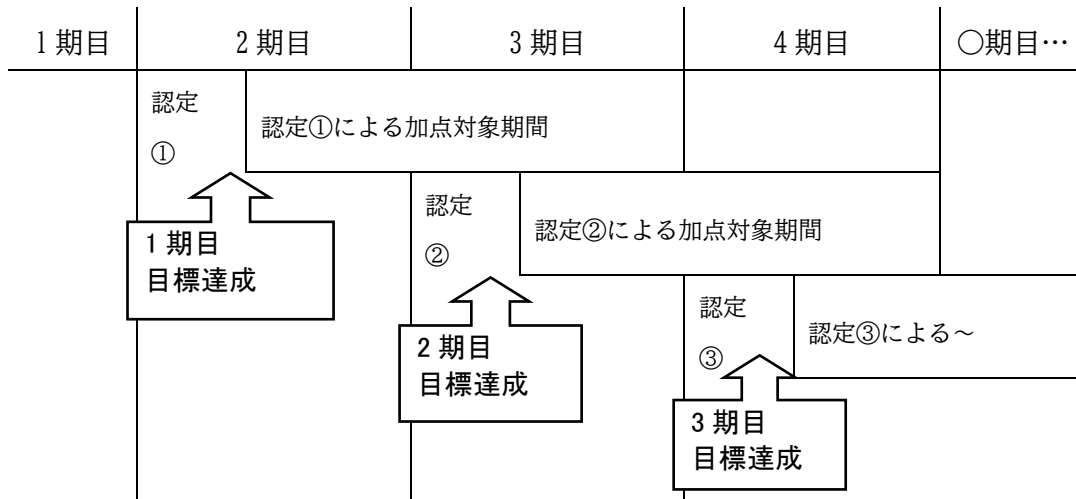 1期目 2期目 3期目 4期目 〇期目…
認定
①
認定①による加点対象期間
1期目
目標達成
認定
②
認定②による加点対象期間
2期目
目標達成
認定
③
認定③による～
3期目
目標達成